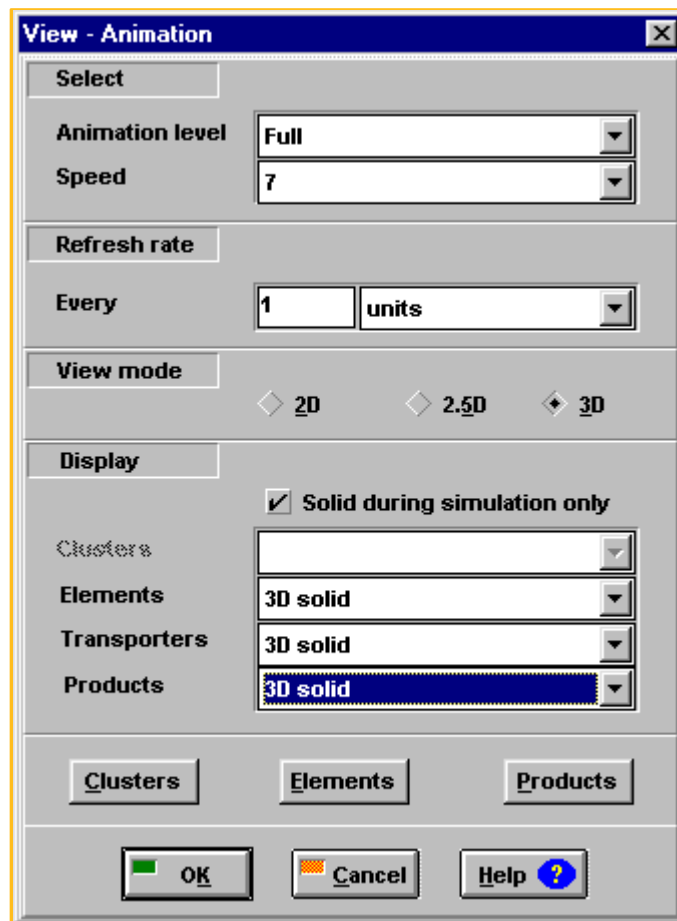 View - Animation
Select
Animation level Full
Speed 7
Refresh rate
Every 1 units
View mode
2D 2.5D 3D
Display
Solid during simulation only
Clusters
Elements 3D solid
Transporters 3D solid
Products 3D solid
Clusters Elements Products
OK Cancel Help ?